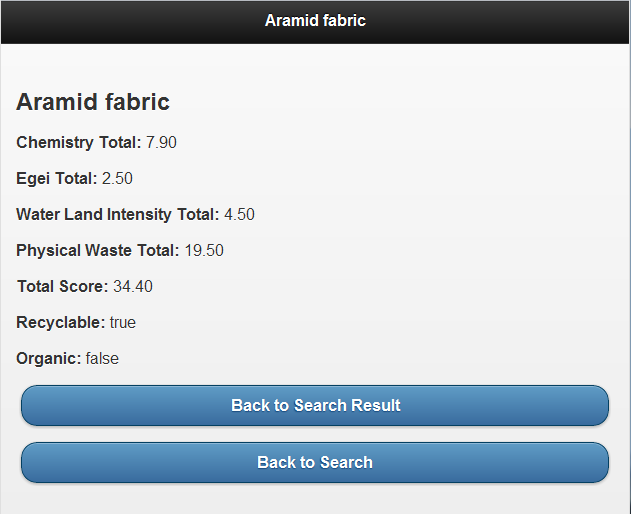 Aramid fabric
Aramid fabric
Chemistry Total: 7.90
Egei Total: 2.50
Water Land Intensity Total: 4.50
Physical Waste Total: 19.50
Total Score: 34.40
Recyclable: true
Organic: false
Back to Search Result
Back to Search